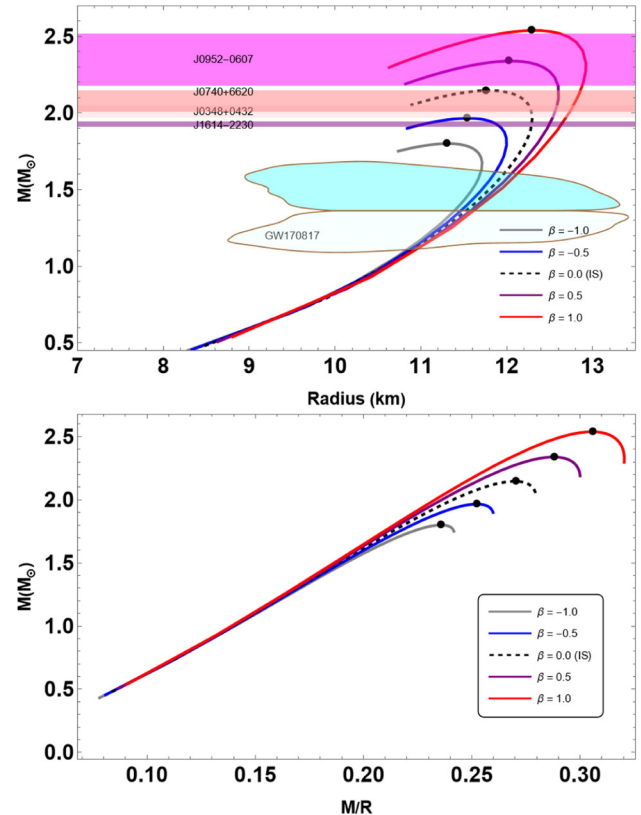 2.5
2.0
1.5
1.0
0.5
M(M⊙)
J0952−0607
J0740+6620
J0348+0432
J1614−2230
GW170817
β = −1.0
β = −0.5
β = 0.0 (IS)
β = 0.5
β = 1.0
7 8 9 10 11 12 13
Radius (km)
2.5
2.0
1.5
1.0
0.5
0.0
M(M⊙)
β = −1.0
β = −0.5
β = 0.0 (IS)
β = 0.5
β = 1.0
0.10 0.15 0.20 0.25 0.30
M/R